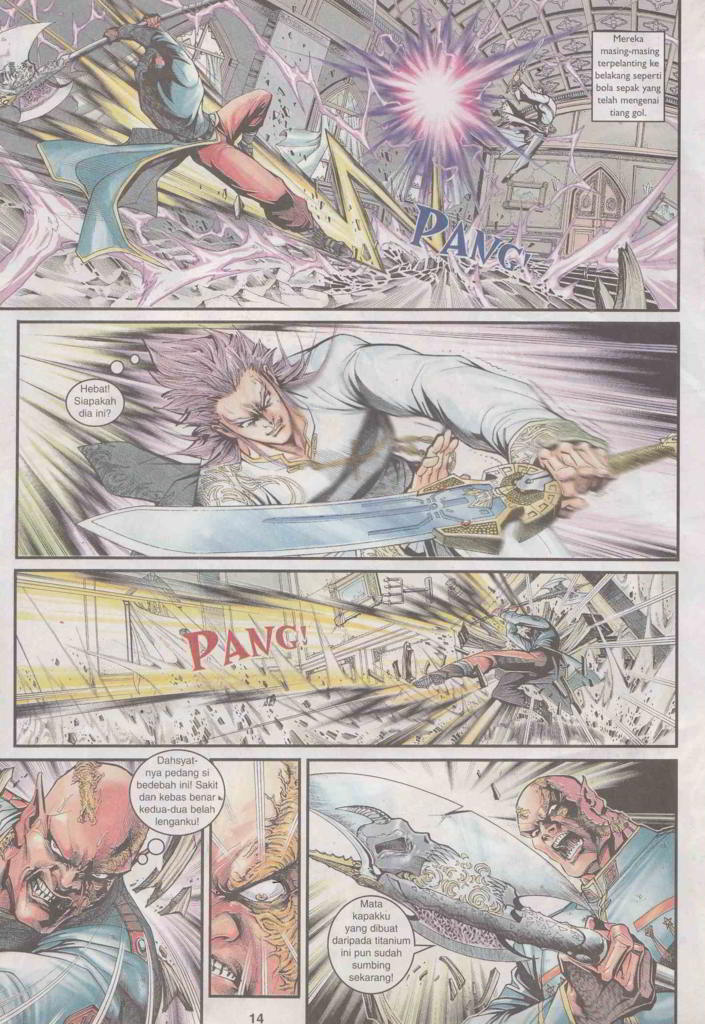 Mereka
masing-masing
terpelanting ke
belakang seperti
bola sepak yang
telah mengenai
tiang gol.
PANG!
Hebat!
Siapakah
dia ini?
PANG!
Dahsyat-
nya pedang si
bedebah ini! Sakit
dan kebas benar
kedua-dua belah
lenganku!
Mata
kapakku
yang dibuat
daripada titanium
ini pun sudah
sumbing
sekarang!
14